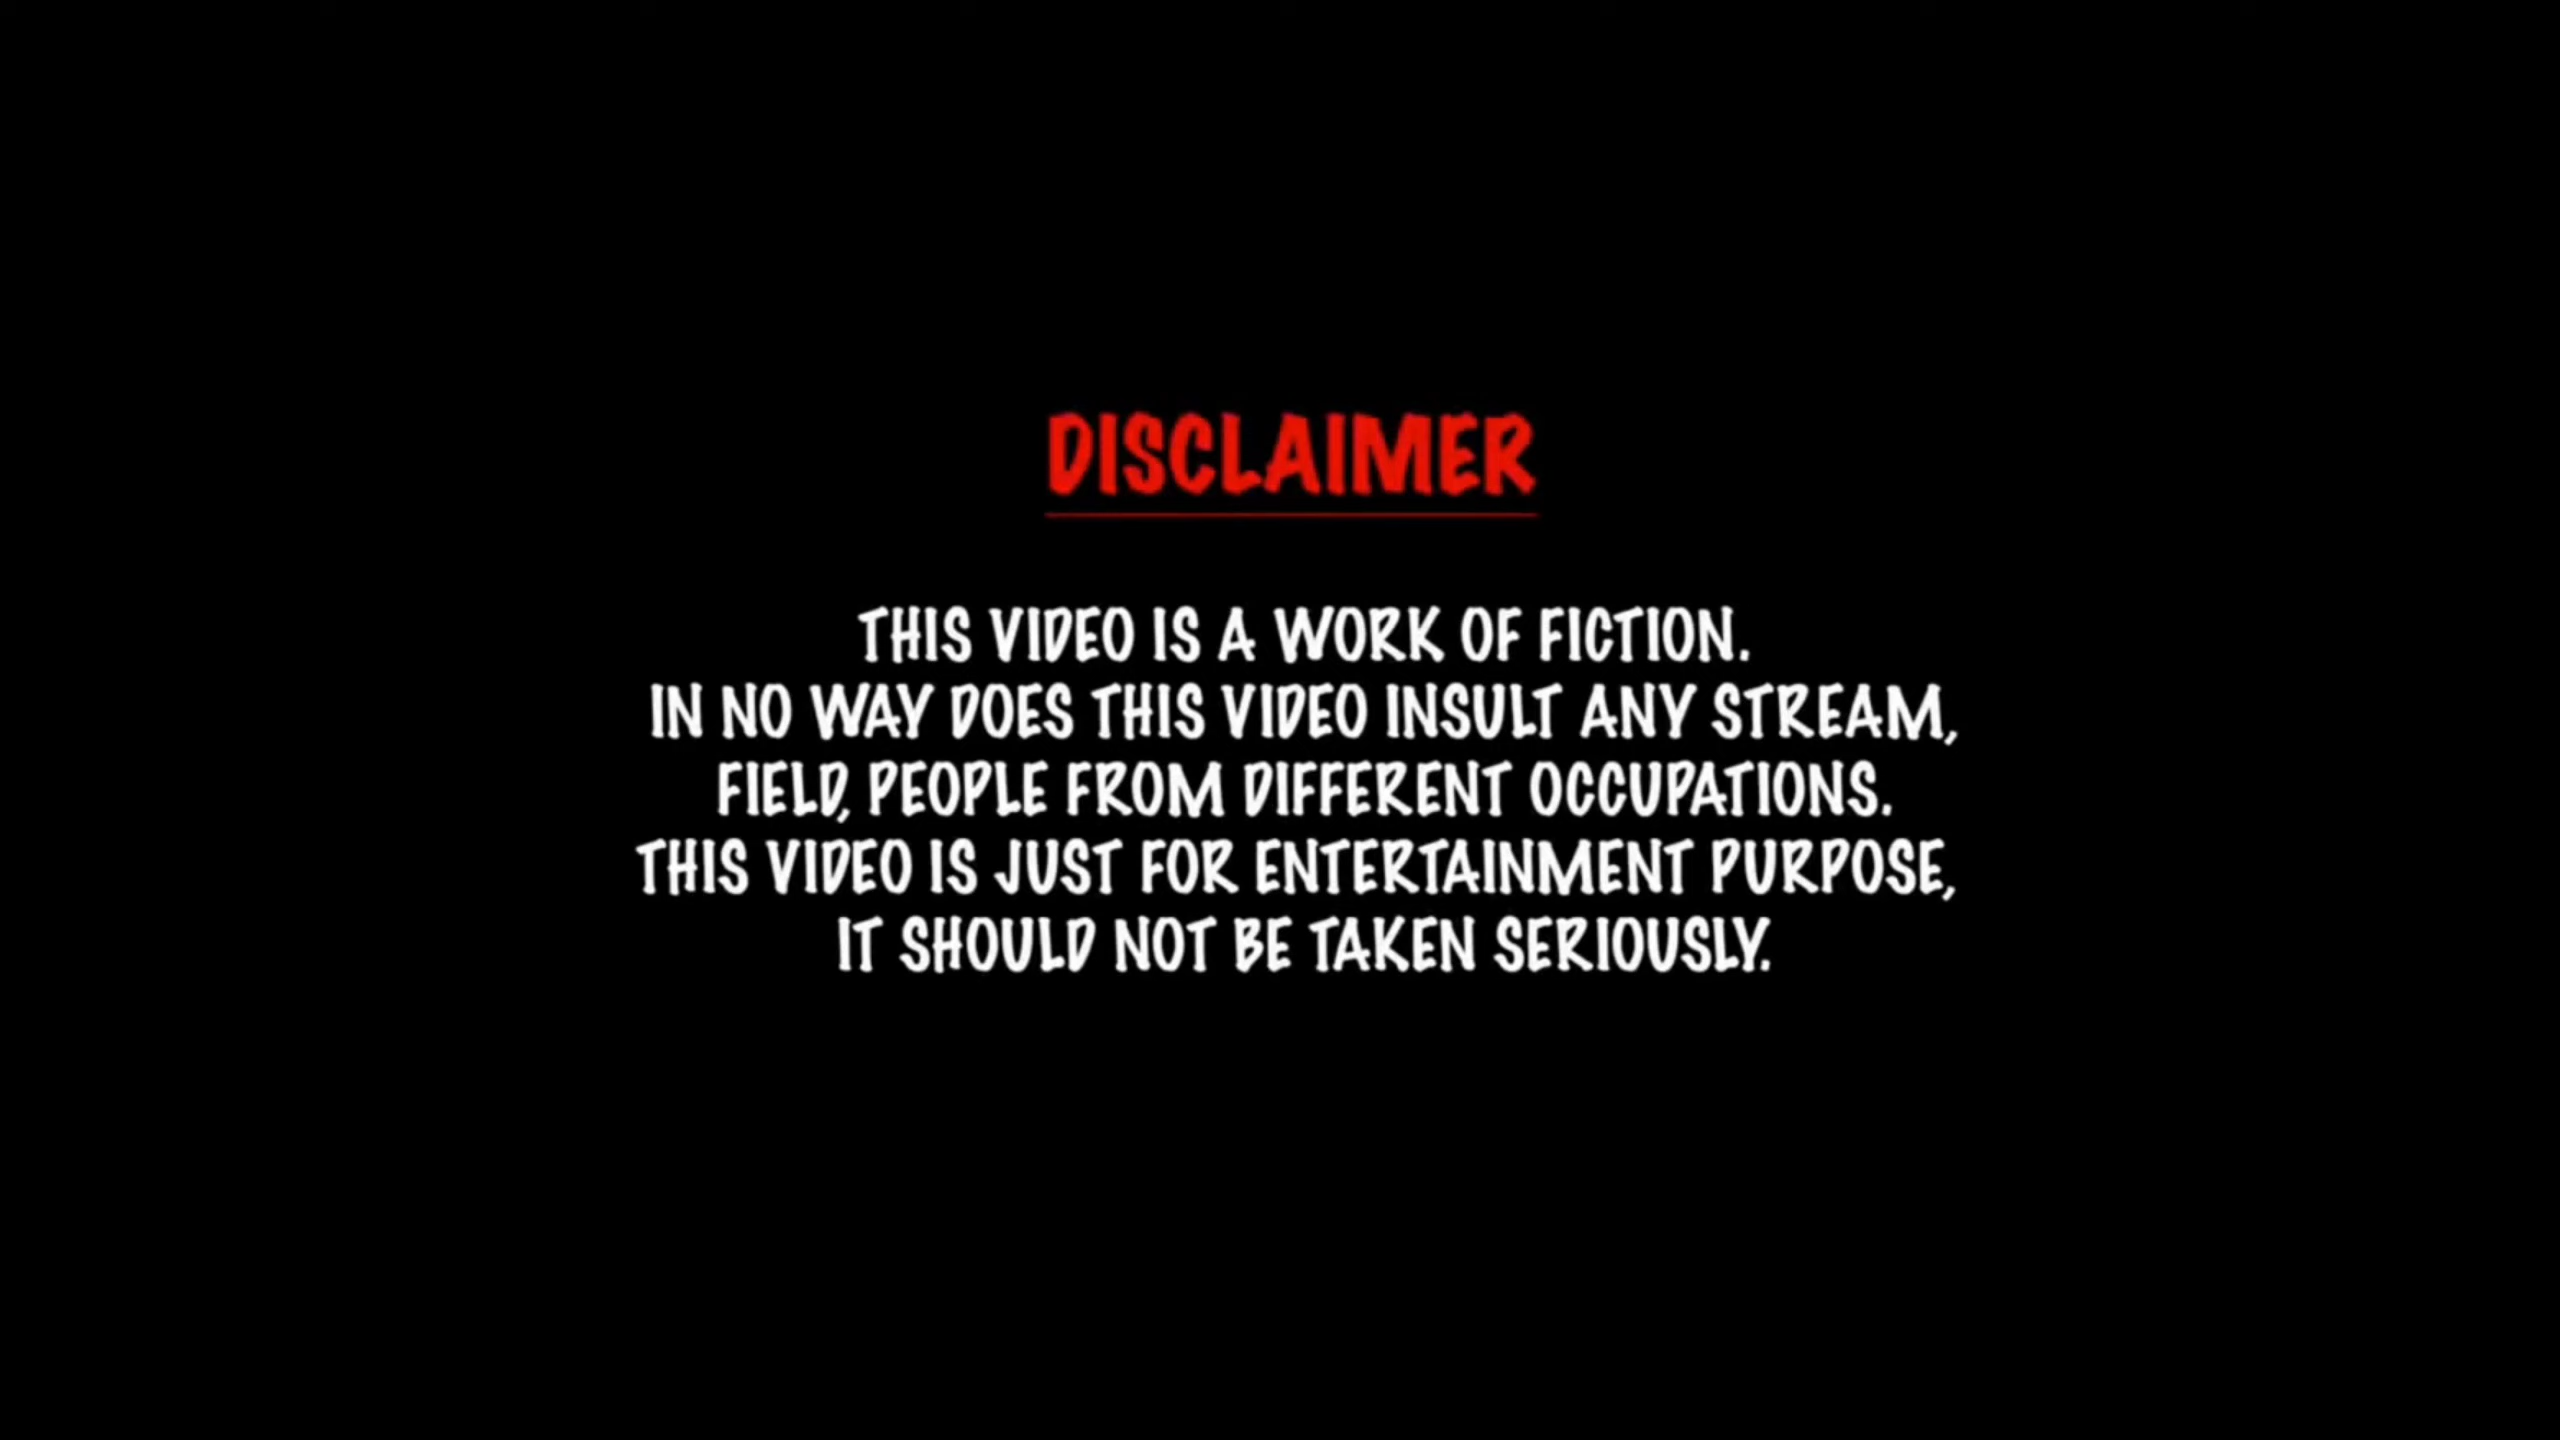 DISCLAIMER
THIS VIDEO IS A WORK OF FICTION.
IN NO WAY DOES THIS VIDEO INSULT ANY STREAM,
FIELD, PEOPLE FROM DIFFERENT OCCUPATIONS.
THIS VIDEO IS JUST FOR ENTERTAINMENT PURPOSE,
IT SHOULD NOT BE TAKEN SERIOUSLY.